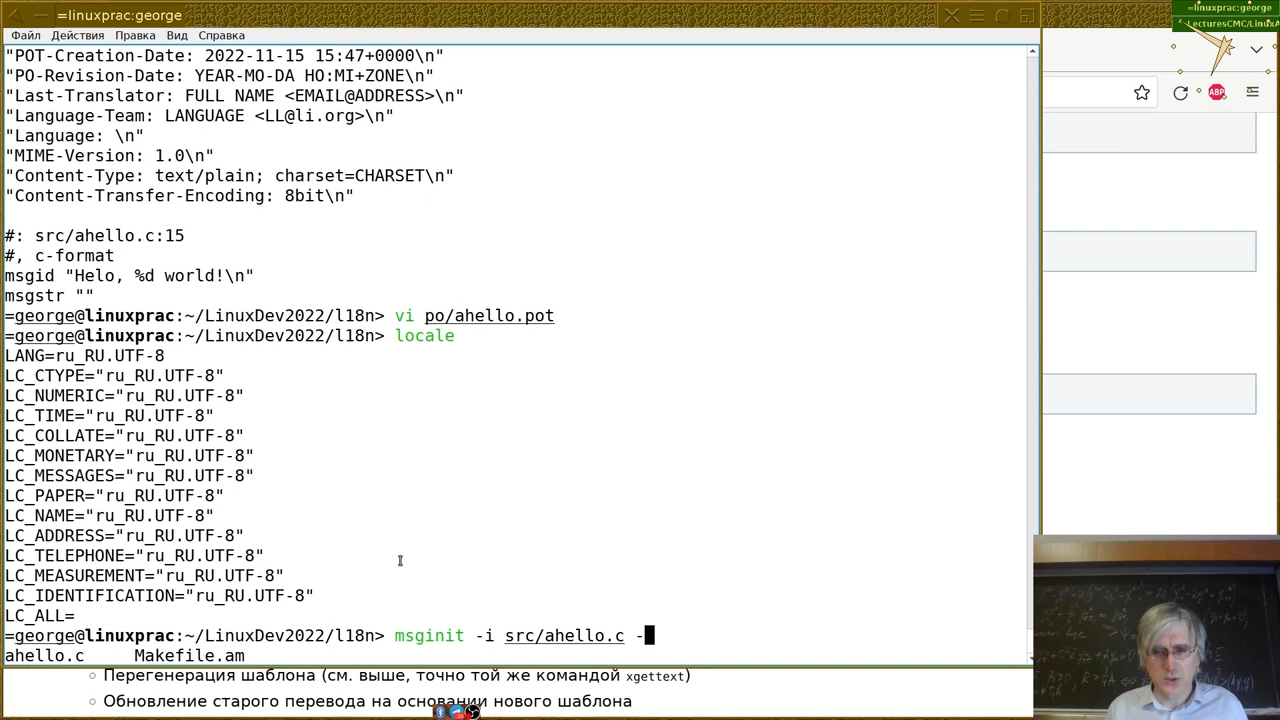 =linuxprac:george
=linuxprac:george
LecturesCMC/LinuxA
Файл Действия Правка Вид Справка
"POT-Creation-Date: 2022-11-15 15:47+0000\n"
"PO-Revision-Date: YEAR-MO-DA HO:MI+ZONE\n"
"Last-Translator: FULL NAME <EMAIL@ADDRESS>\n"
"Language-Team: LANGUAGE <LL@li.org>\n"
"Language: \n"
"MIME-Version: 1.0\n"
"Content-Type: text/plain; charset=CHARSET\n"
"Content-Transfer-Encoding: 8bit\n"
#: src/ahello.c:15
#, c-format
msgid "Helo, %d world!\n"
msgstr ""
=george@linuxprac:~/LinuxDev2022/l18n> vi po/ahello.pot
=george@linuxprac:~/LinuxDev2022/l18n> locale
LANG=ru_RU.UTF-8
LC_CTYPE="ru_RU.UTF-8"
LC_NUMERIC="ru_RU.UTF-8"
LC_TIME="ru_RU.UTF-8"
LC_COLLATE="ru_RU.UTF-8"
LC_MONETARY="ru_RU.UTF-8"
LC_MESSAGES="ru_RU.UTF-8"
LC_PAPER="ru_RU.UTF-8"
LC_NAME="ru_RU.UTF-8"
LC_ADDRESS="ru_RU.UTF-8"
LC_TELEPHONE="ru_RU.UTF-8"
LC_MEASUREMENT="ru_RU.UTF-8"
LC_IDENTIFICATION="ru_RU.UTF-8"
LC_ALL=
=george@linuxprac:~/LinuxDev2022/l18n> msginit -i src/ahello.c -
ahello.c Makefile.am
Перегенерация шаблона (см. выше, точно той же командой xgettext)
Обновление старого перевода на основании нового шаблона
ABP